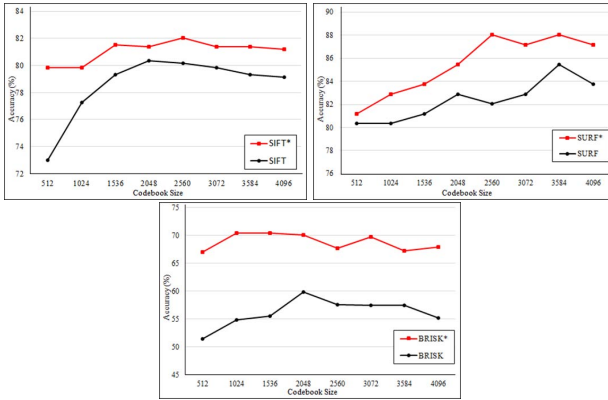 84
82
80
78
76
74
72
Accuracy (%)
SIFT*
SIFT
512 1024 1536 2048 2560 3072 3584 4096
Codebook Size
90
88
86
84
82
80
78
76
Accuracy (%)
SURF*
SURF
512 1024 1536 2048 2560 3072 3584 4096
Codebook Size
75
70
65
60
55
50
45
Accuracy (%)
BRISK*
BRISK
512 1024 1536 2048 2560 3072 3584 4096
Codebook Size